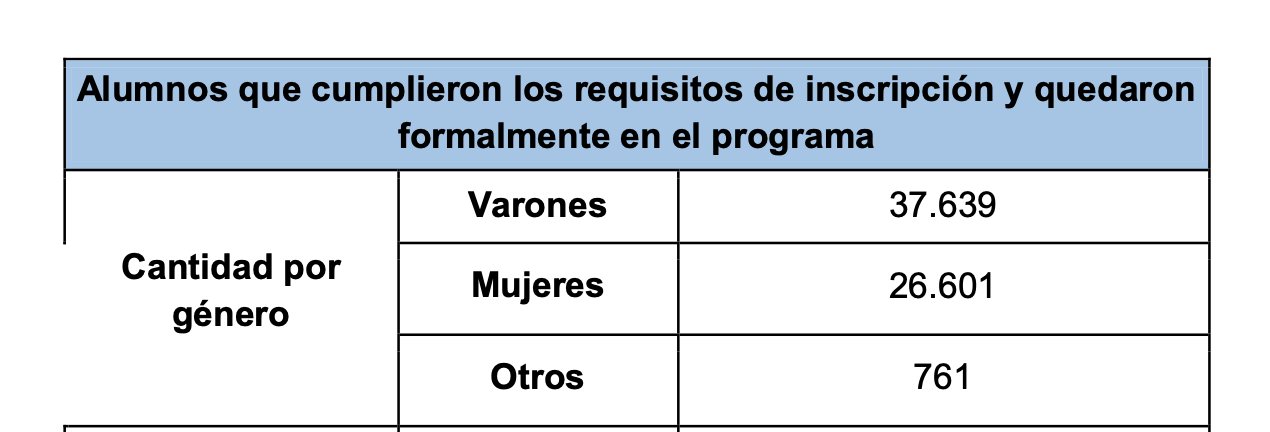 Alumnos que cumplieron los requisitos de inscripción y quedaron
formalmente en el programa
Cantidad por
género
Varones 37.639
Mujeres 26.601
Otros 761